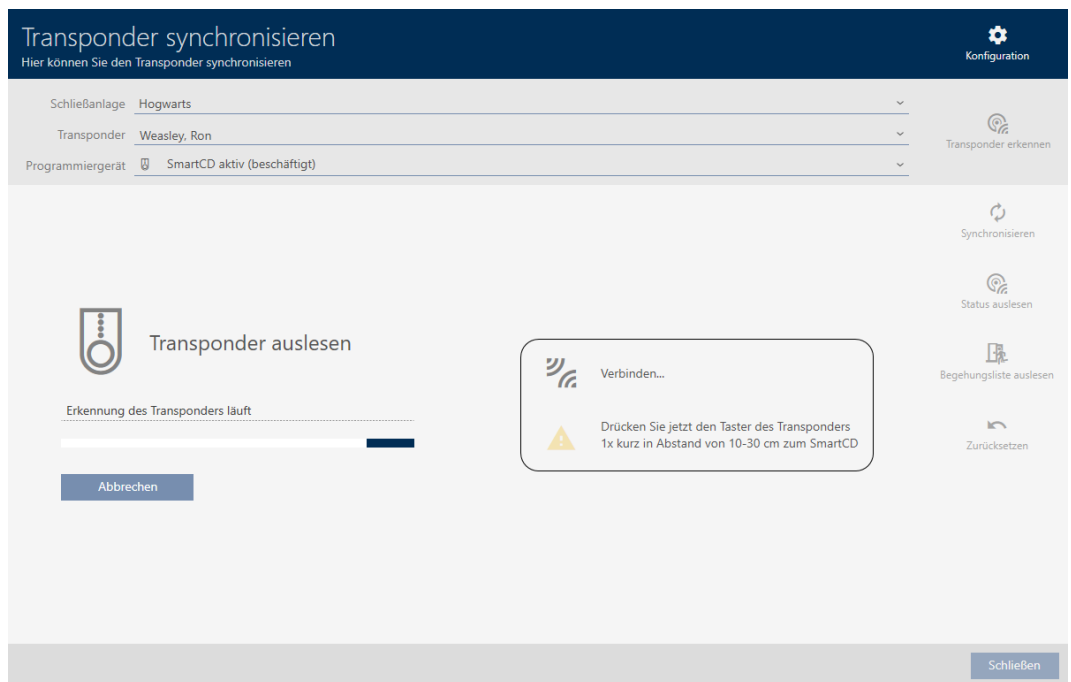 Transponder synchronisieren
Hier können Sie den Transponder synchronisieren
Konfiguration
Schließanlage Hogwarts
Transponder Weasley, Ron
Programmiergerät SmartCD aktiv (beschäftigt)
Transponder erkennen
Synchronisieren
Status auslesen
Begehungsliste auslesen
Zurücksetzen
Transponder auslesen
Erkennung des Transponders läuft
Abbrechen
Verbinden...
Drücken Sie jetzt den Taster des Transponders
1x kurz in Abstand von 10-30 cm zum SmartCD
Schließen